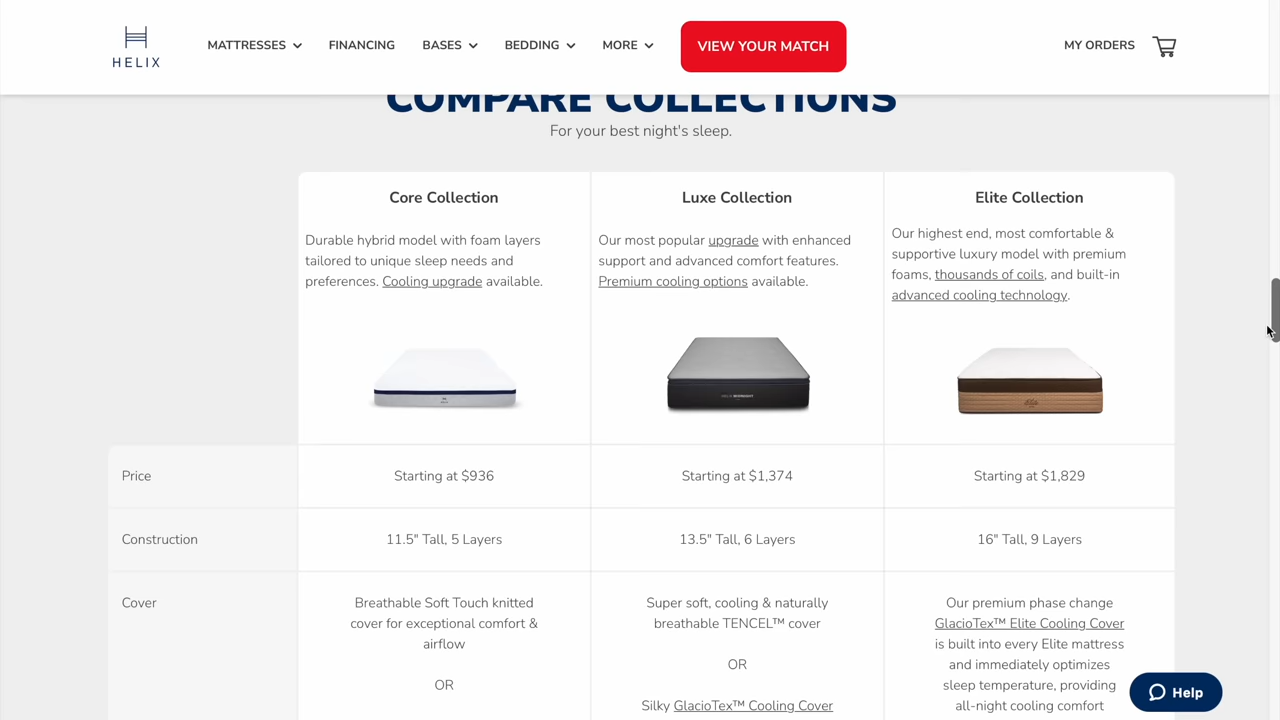 HELIX
MATTRESSES
FINANCING
BASES
BEDDING
MORE
VIEW YOUR MATCH
MY ORDERS
COMPARE COLLECTIONS
For your best night's sleep.
Core Collection
Durable hybrid model with foam layers
tailored to unique sleep needs and
preferences. Cooling upgrade available.
Luxe Collection
Our most popular upgrade with enhanced
support and advanced comfort features.
Premium cooling options available.
Elite Collection
Our highest end, most comfortable &
supportive luxury model with premium
foams, thousands of coils, and built-in
advanced cooling technology.
Price
Starting at $936
Starting at $1,374
Starting at $1,829
Construction
11.5" Tall, 5 Layers
13.5" Tall, 6 Layers
16" Tall, 9 Layers
Cover
Breathable Soft Touch knitted
cover for exceptional comfort &
airflow
OR
Super soft, cooling & naturally
breathable TENCEL™ cover
OR
Silky GlacioTex™ Cooling Cover
Our premium phase change
GlacioTex™ Elite Cooling Cover
is built into every Elite mattress
and immediately optimizes
sleep temperature, providing
all-night cooling comfort
Help